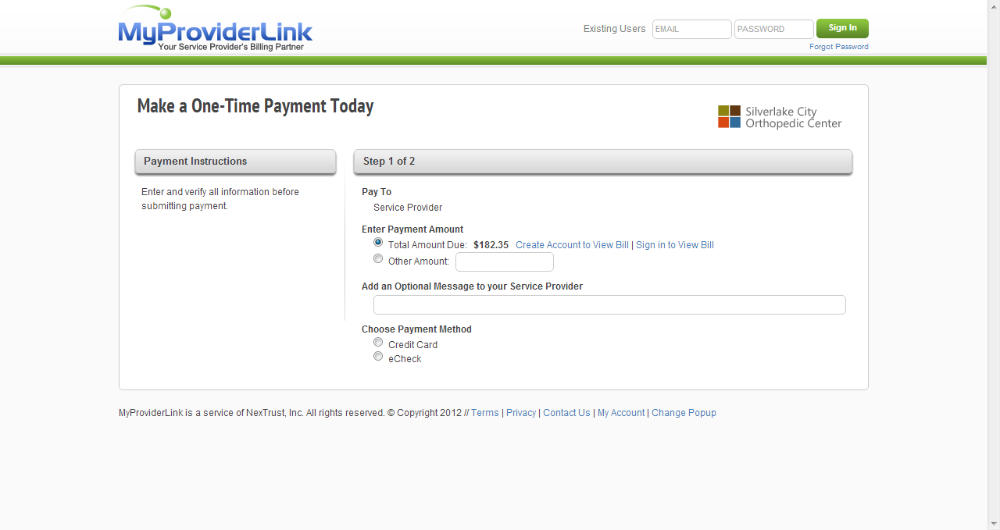 MyProviderLink
Your Service Provider's Billing Partner
Existing Users EMAIL PASSWORD Sign In
Forgot Password
Make a One-Time Payment Today
Silverlake City
Orthopedic Center
Payment Instructions
Enter and verify all information before
submitting payment.
Step 1 of 2
Pay To
Service Provider
Enter Payment Amount
Total Amount Due: $182.35 Create Account to View Bill | Sign in to View Bill
Other Amount:
Add an Optional Message to your Service Provider
Choose Payment Method
Credit Card
eCheck
MyProviderLink is a service of NexTrust, Inc. All rights reserved. © Copyright 2012 // Terms | Privacy | Contact Us | My Account | Change Popup